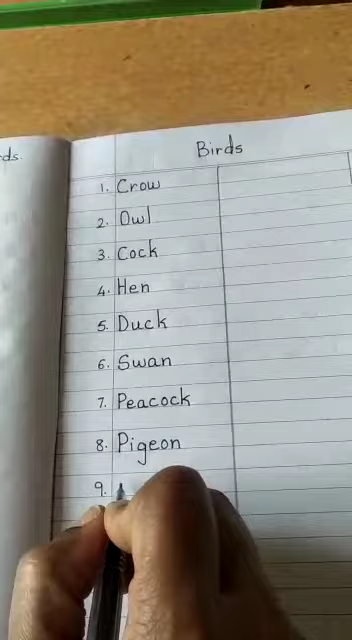 ds
Birds
1. Crow
2. Owl
3. Cock
4. Hen
5. Duck
6. Swan
7. Peacock
8. Pigeon
9.